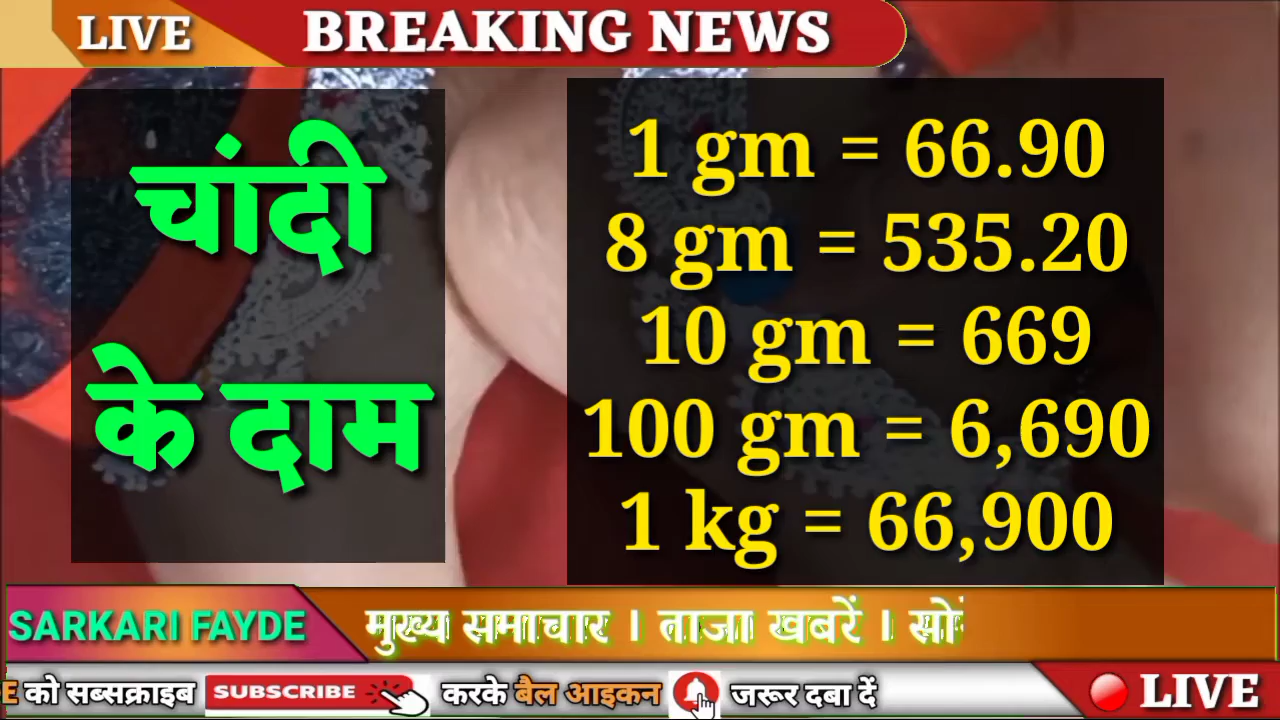 LIVE BREAKING NEWS
चांदी
के दाम
1 gm = 66.90
8 gm = 535.20
10 gm = 669
100 gm = 6,690
1 kg = 66,900
SARKARI FAYDE
मुख्य समाचार । ताजा खबरें ।
को सब्सक्राइब SUBSCRIBE करके बैल आइकन जरूर दबा दें
LIVE